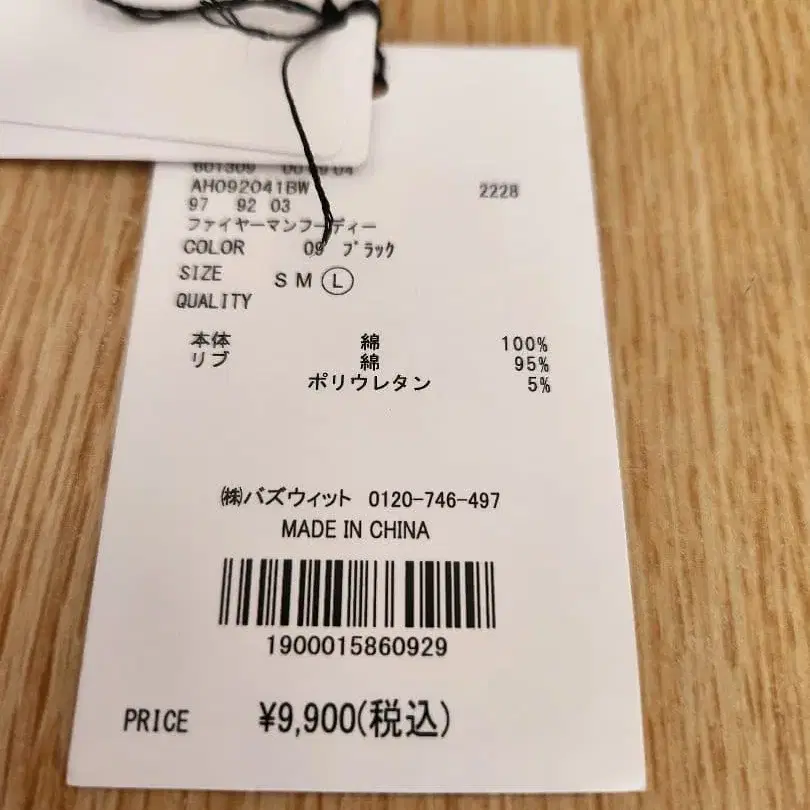 AH092041BW 2228
97 92 03
ファイヤーマンフーディー
COLOR 09 ブラック
SIZE S M L
QUALITY
本体 綿 100%
リブ 綿 95%
ポリウレタン 5%
㈱バズウィット 0120-746-497
MADE IN CHINA
1900015860929
PRICE ¥9,900(税込)